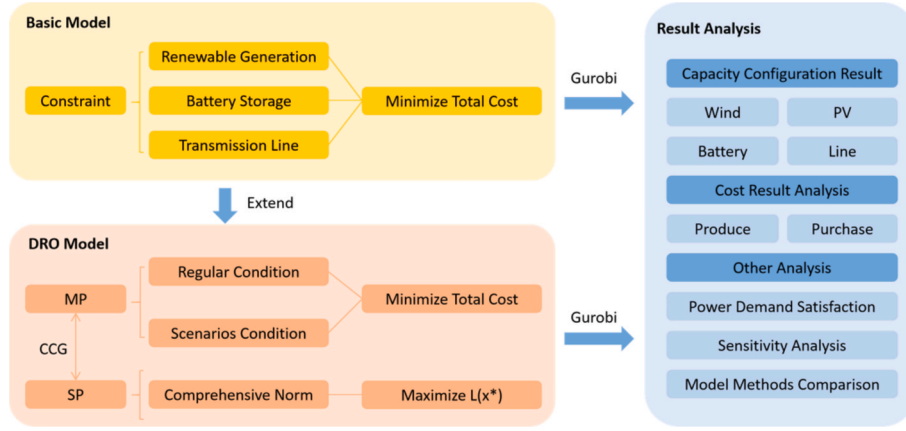 Basic Model
Constraint
Renewable Generation
Battery Storage
Transmission Line
Minimize Total Cost
Gurobi
Extend
DRO Model
MP
CCG
SP
Regular Condition
Scenarios Condition
Minimize Total Cost
Comprehensive Norm
Maximize L(x*)
Gurobi
Result Analysis
Capacity Configuration Result
Wind
PV
Battery
Line
Cost Result Analysis
Produce
Purchase
Other Analysis
Power Demand Satisfaction
Sensitivity Analysis
Model Methods Comparison